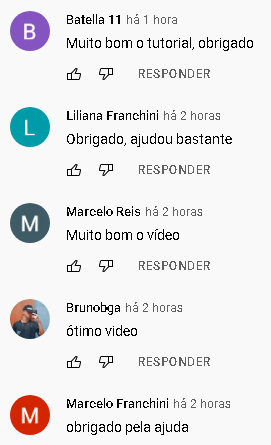 B
Batella 11 há 1 hora
Muito bom o tutorial, obrigado
RESPONDER
L
Liliana Franchini há 2 horas
Obrigado, ajudou bastante
RESPONDER
M
Marcelo Reis há 2 horas
Muito bom o vídeo
RESPONDER
Brunobga há 2 horas
ótimo video
RESPONDER
M
Marcelo Franchini há 2 horas
obrigado pela ajuda